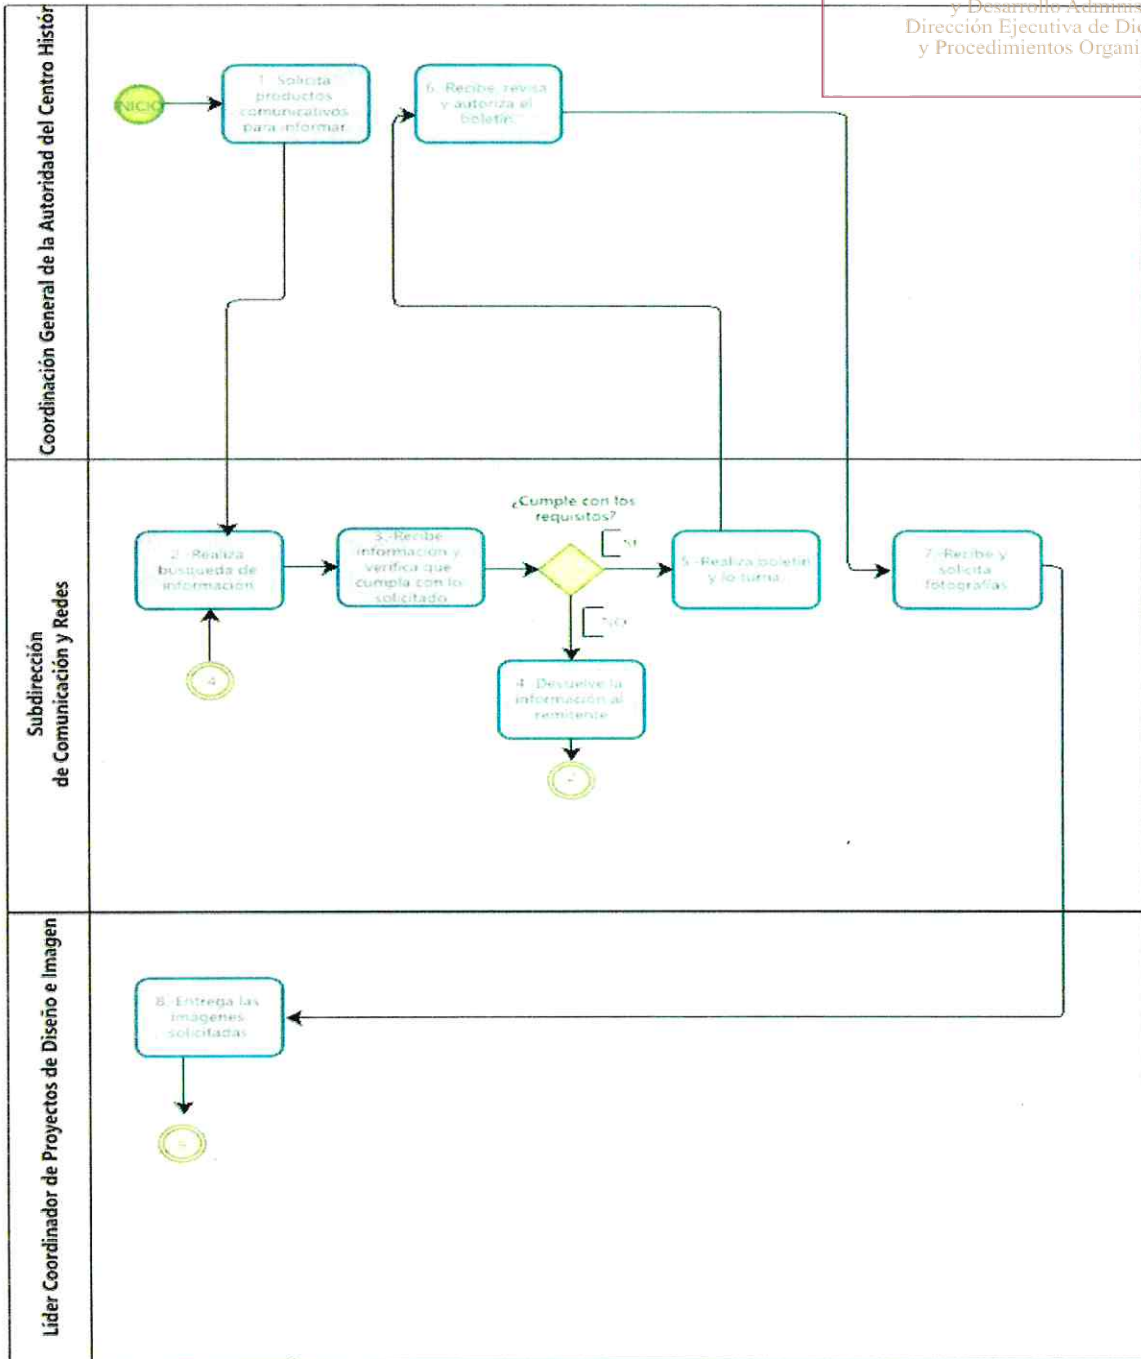 y Desarrollo Adminis
Dirección Ejecutiva de Dic
y Procedimientos Organi
Coordinación General de la Autoridad del Centro Histór
INICIO
1.-Solicita
productos
comunicativos
para informar
6.-Recibe, revisa
y autoriza el
boletín.
Subdirección
de Comunicación y Redes
2.-Realiza
búsqueda de
información
3.-Recibe
información y
verifica que
cumpla con lo
solicitado
¿Cumple con los
requisitos?
NO
5.-Realiza boletín
y lo turna
7.-Recibe y
solicita
fotografías
4.-Devuelve la
información al
remitente
Líder Coordinador de Proyectos de Diseño e Imagen
8.-Entrega las
imágenes
solicitadas